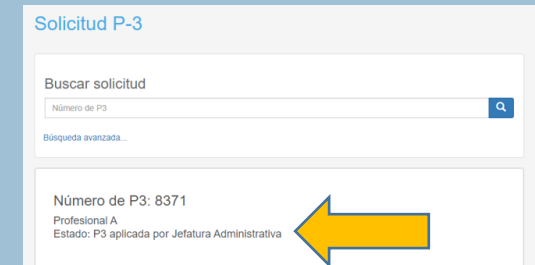 Solicitud P-3
Buscar solicitud
Número de P3
Búsqueda avanzada...
Número de P3: 8371
Profesional A
Estado: P3 aplicada por Jefatura Administrativa